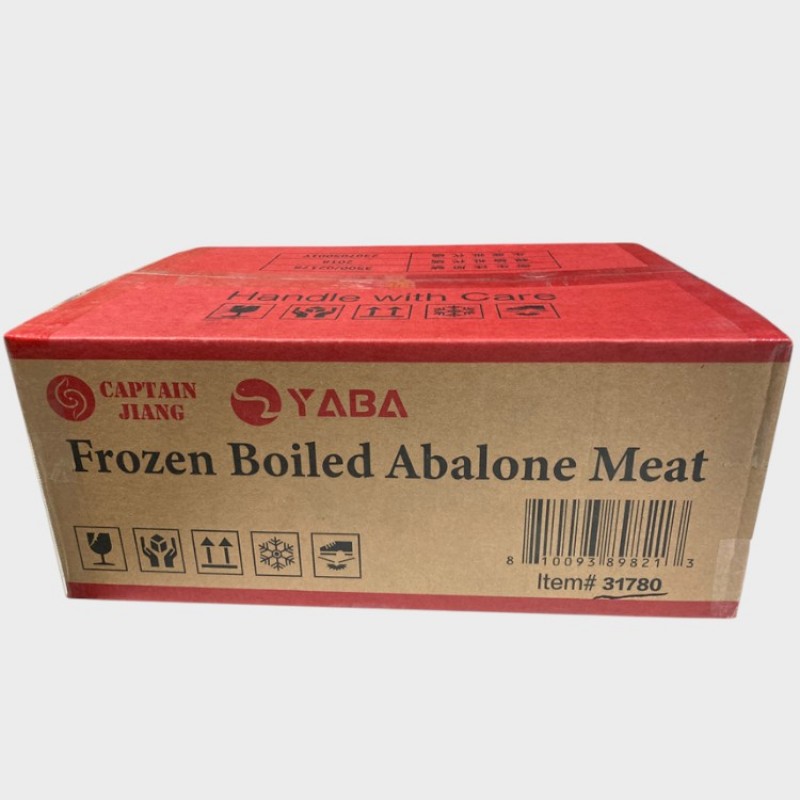 Handle with Care
CAPTAIN
JIANG
YABA
Frozen Boiled Abalone Meat
8 10093 89821 3
Item# 31780